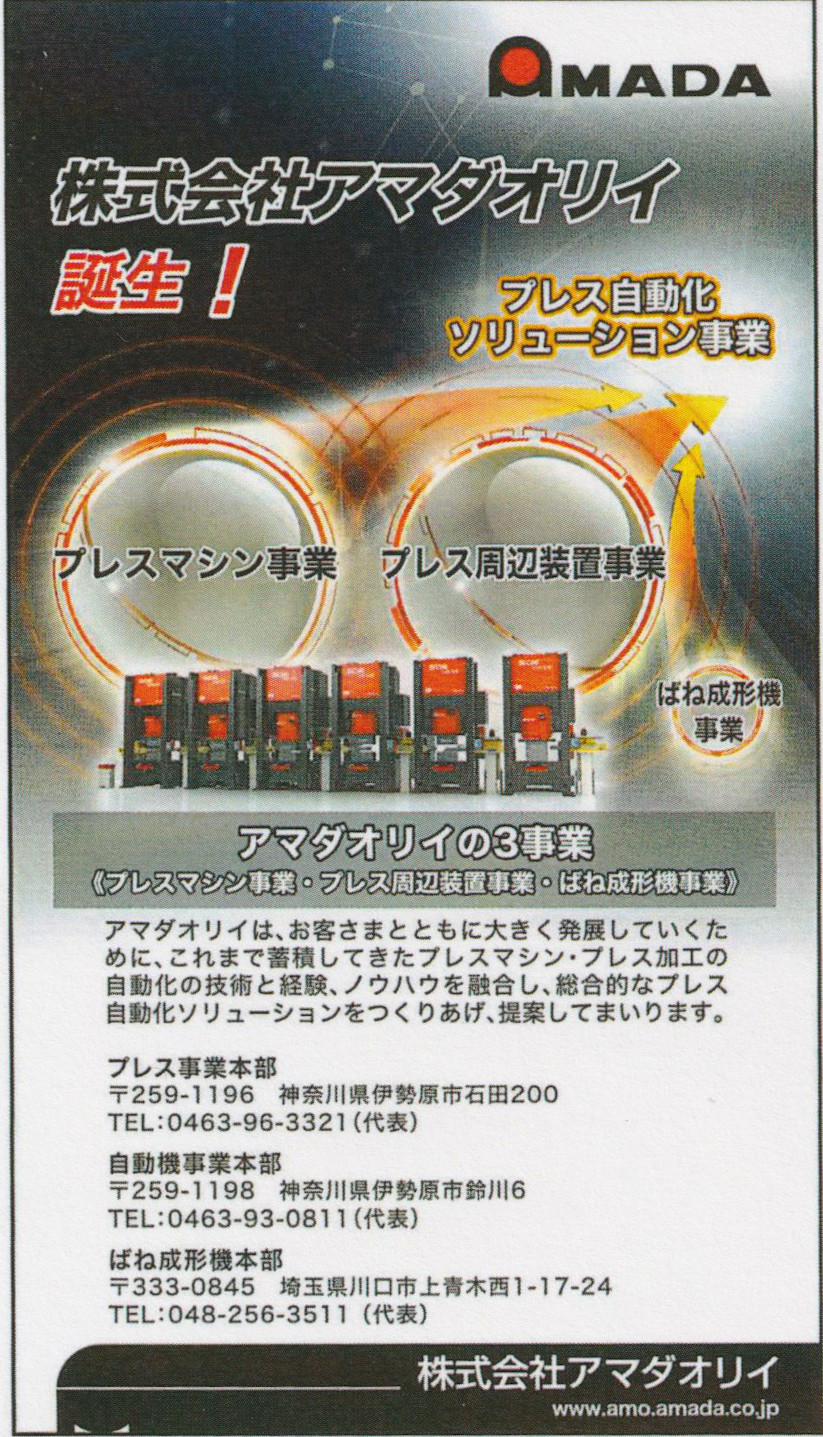 AMADA
株式会社アマダオリイ
誕生！
プレス自動化
ソリューション事業
プレスマシン事業
プレス周辺装置事業
ばね成形機
事業
アマダオリイの3事業
《プレスマシン事業・プレス周辺装置事業・ばね成形機事業》
アマダオリイは、お客さまとともに大きく発展していくた
めに、これまで蓄積してきたプレスマシン・プレス加工の
自動化の技術と経験、ノウハウを融合し、総合的なプレス
自動化ソリューションをつくりあげ、提案してまいります。
プレス事業本部
〒259-1196　神奈川県伊勢原市石田200
TEL：0463-96-3321（代表）
自動機事業本部
〒259-1198　神奈川県伊勢原市鈴川6
TEL：0463-93-0811（代表）
ばね成形機本部
〒333-0845　埼玉県川口市上青木西1-17-24
TEL：048-256-3511（代表）
株式会社アマダオリイ
www.amo.amada.co.jp